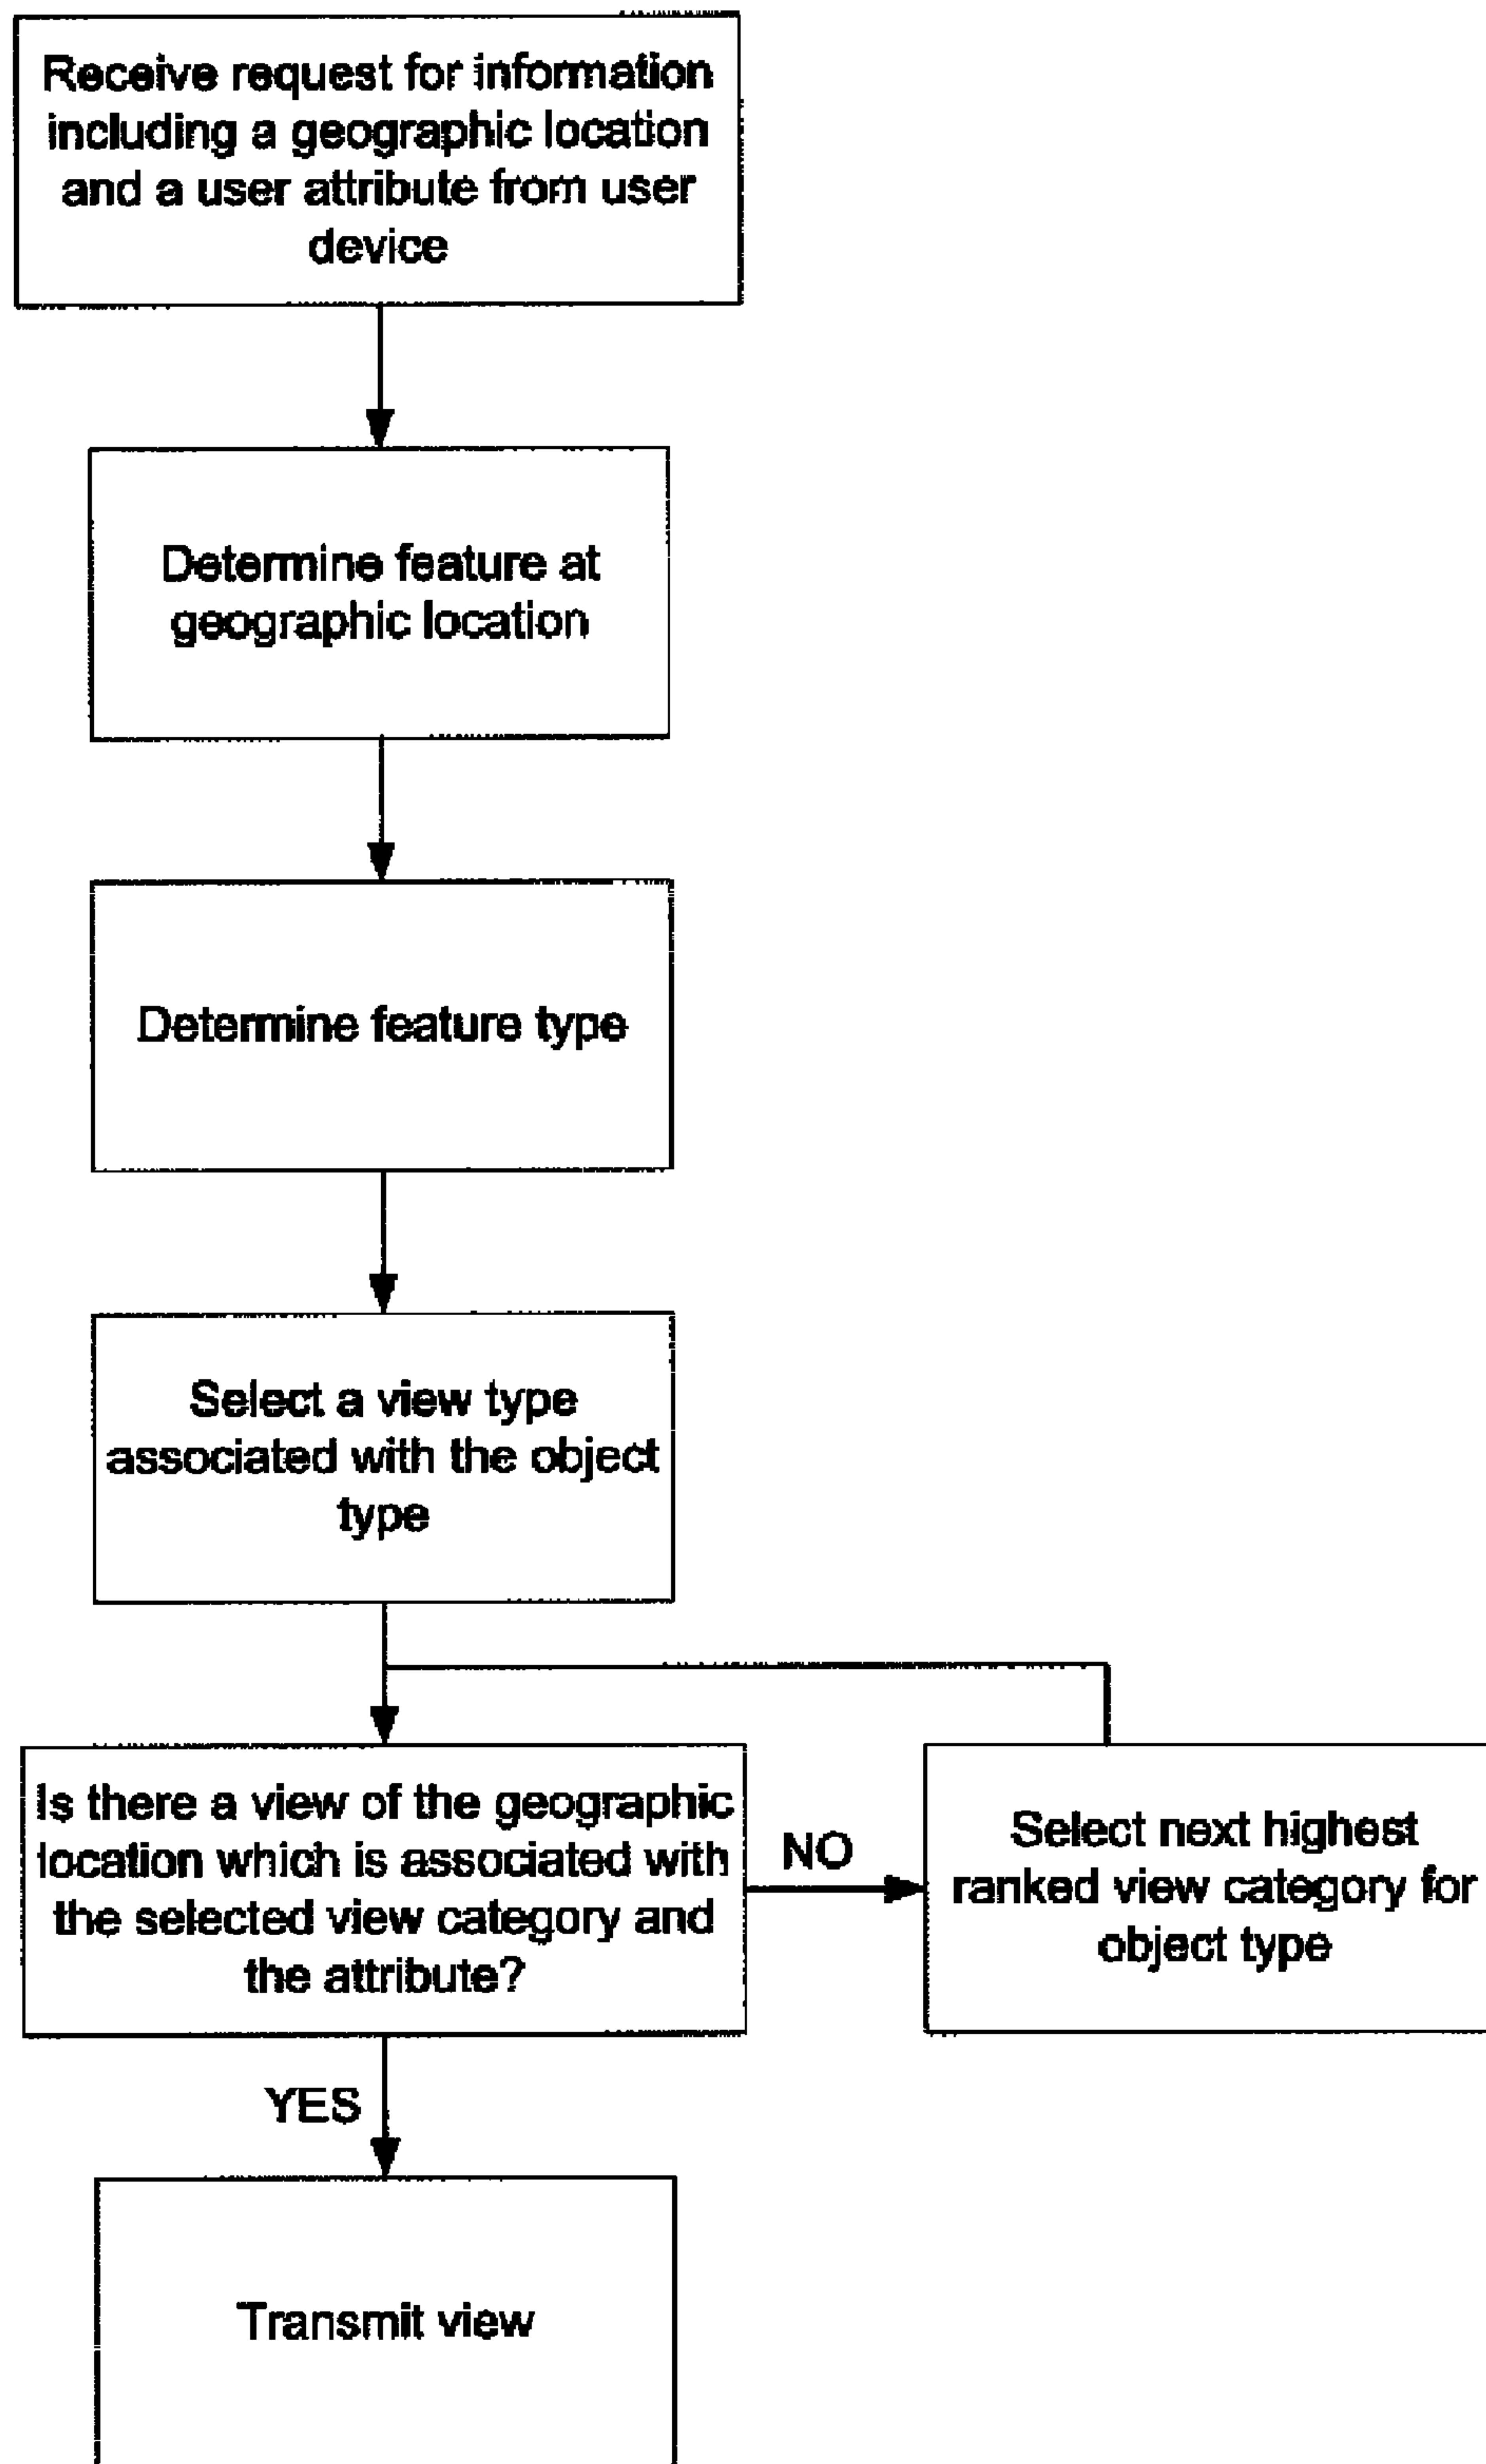 Receive request for information
including a geographic location
and a user attribute from user
device
Determine feature at
geographic location
Determine feature type
Select a view type
associated with the object
type
Is there a view of the geographic
location which is associated with
the selected view category and
the attribute?
NO
Select next highest
ranked view category for
object type
YES
Transmit view